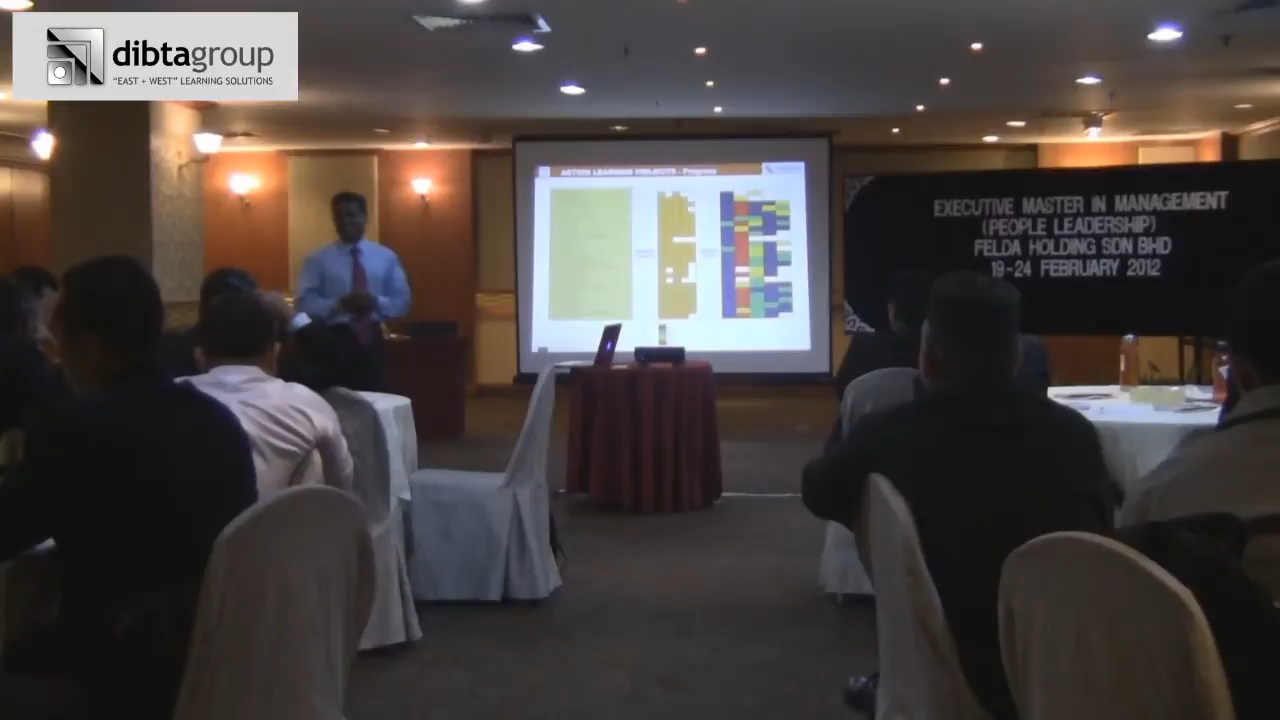 dibtagroup
"EAST + WEST" LEARNING SOLUTIONS
ACTION LEARNING PROJECTS - Progress
EXECUTIVE MASTER IN MANAGEMENT
(PEOPLE LEADERSHIP)
FELDA HOLDING SDN BHD
19-24 FEBRUARY 2012